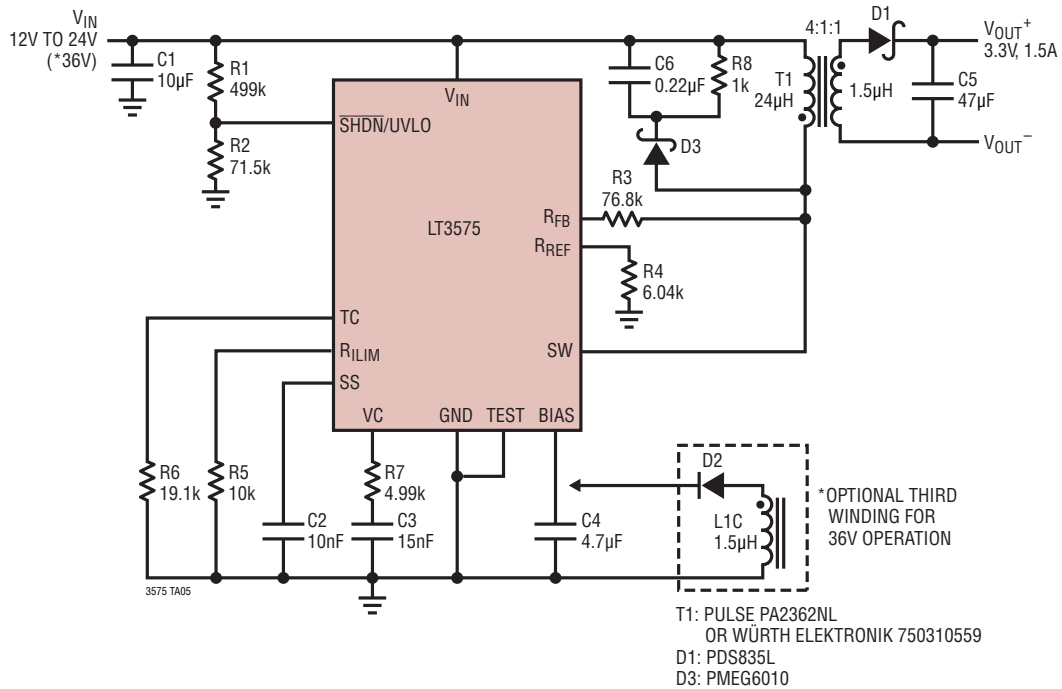 VIN
12V TO 24V
(*36V)
C1
10µF
R1
499k
R2
71.5k
VIN
SHDN/UVLO
LT3575
RFB
RREF
SW
TC
RILIM
SS
VC
GND
TEST
BIAS
C6
0.22µF
R8
1k
D3
R3
76.8k
R4
6.04k
4:1:1
T1
24µH
1.5µH
D1
VOUT+
3.3V, 1.5A
C5
47µF
VOUT–
R6
19.1k
R5
10k
C2
10nF
R7
4.99k
C3
15nF
C4
4.7µF
D2
L1C
1.5µH
*OPTIONAL THIRD
WINDING FOR
36V OPERATION
3575 TA05
T1: PULSE PA2362NL
OR WÜRTH ELEKTRONIK 750310559
D1: PDS835L
D3: PMEG6010